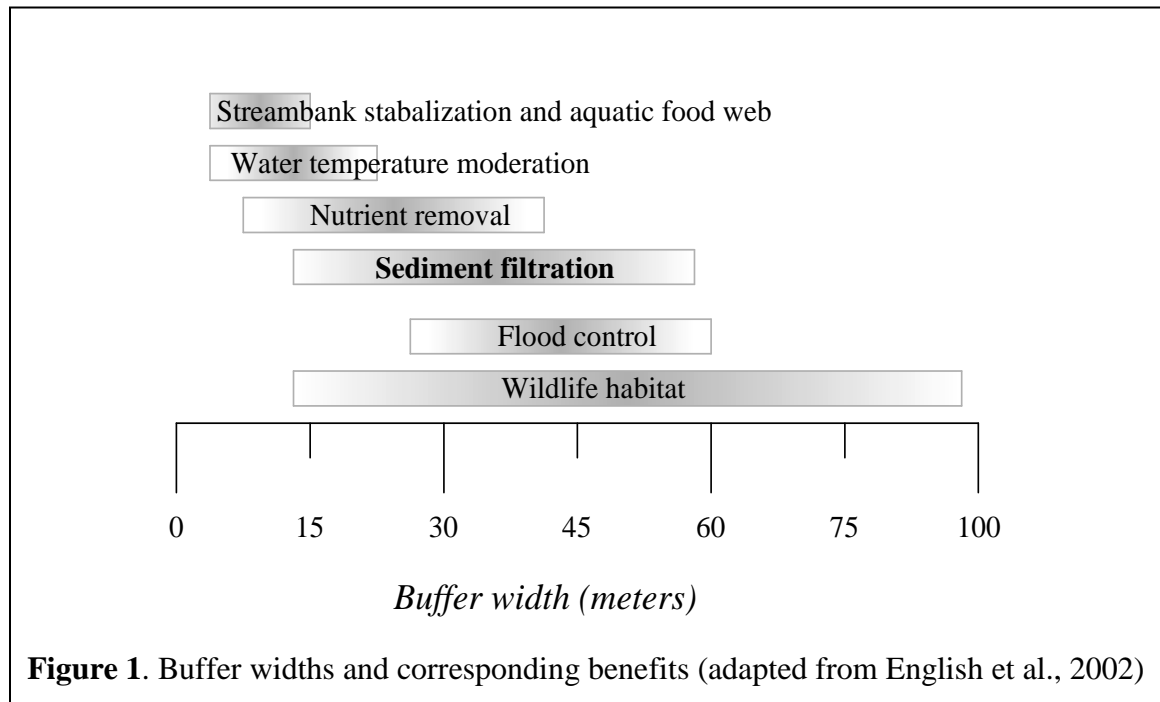 Streambank stabalization and aquatic food web
Water temperature moderation
Nutrient removal
Sediment filtration
Flood control
Wildlife habitat
0 15 30 45 60 75 100
Buffer width (meters)
Figure 1. Buffer widths and corresponding benefits (adapted from English et al., 2002)